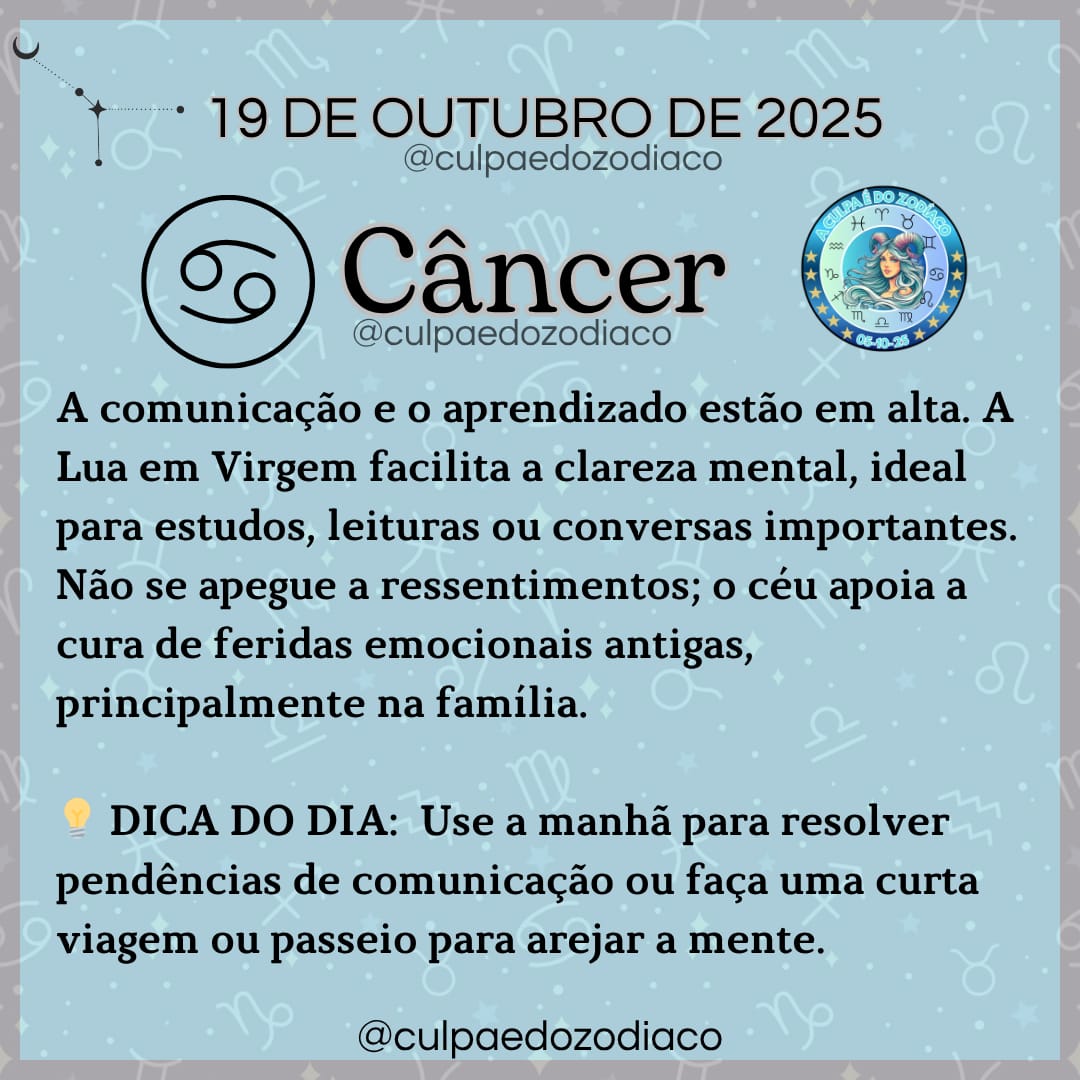 19 DE OUTUBRO DE 2025
@culpaedozodiaco
Câncer
@culpaedozodiaco
A CULPA É DO ZODÍACO
05-10-25
A comunicação e o aprendizado estão em alta. A
Lua em Virgem facilita a clareza mental, ideal
para estudos, leituras ou conversas importantes.
Não se apegue a ressentimentos; o céu apoia a
cura de feridas emocionais antigas,
principalmente na família.
💡 DICA DO DIA: Use a manhã para resolver
pendências de comunicação ou faça uma curta
viagem ou passeio para arejar a mente.
@culpaedozodiaco